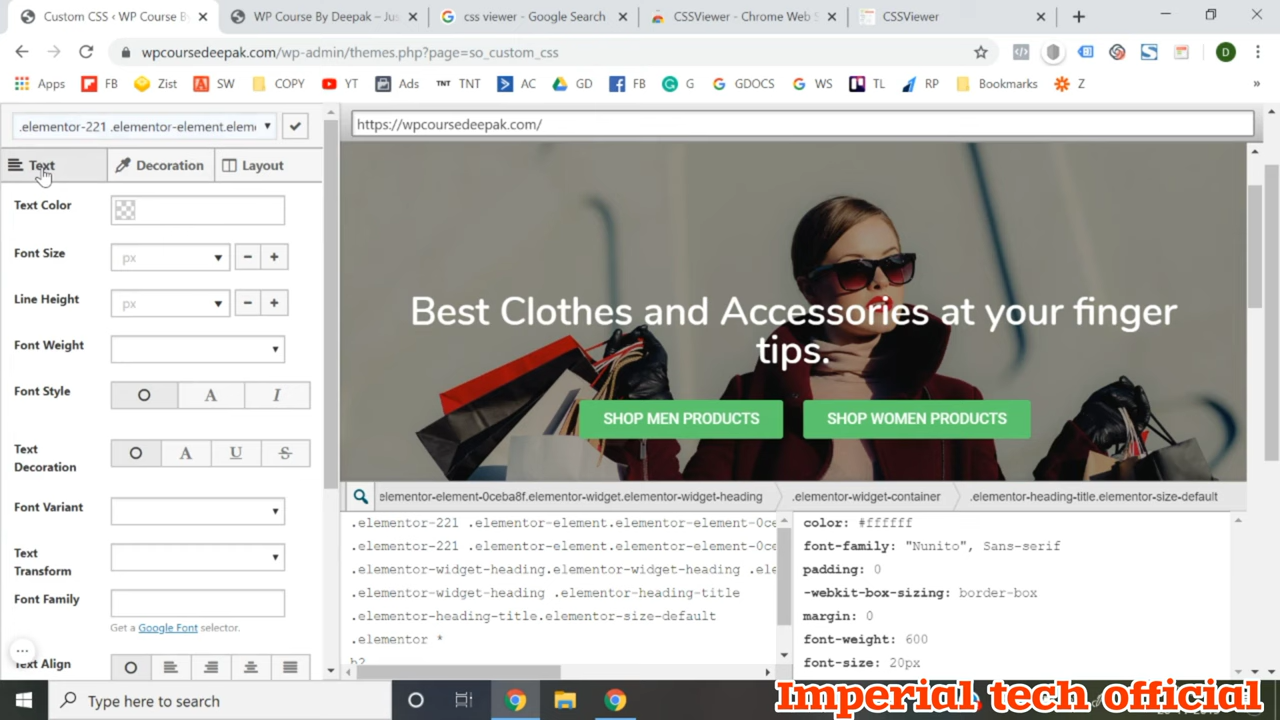 Custom CSS ‹ WP Course B
WP Course By Deepak – Jus
css viewer - Google Search
CSSViewer - Chrome Web S
CSSViewer
wpcoursedeepak.com/wp-admin/themes.php?page=so_custom_css
D
Apps FB Zist SW COPY YT Ads TNT TNT AC GD FB G GDOCS WS TL RP Bookmarks Z »
.elementor-221 .elementor-element.elem
https://wpcoursedeepak.com/
Text Decoration Layout
Text Color
Font Size px
Line Height px
Font Weight
Font Style A I
Text
Decoration A U S
Font Variant
Text
Transform
Font Family
Get a Google Font selector.
Text Align
Best Clothes and Accessories at your finger
tips.
SHOP MEN PRODUCTS SHOP WOMEN PRODUCTS
elementor-element-0ceba8f.elementor-widget.elementor-widget-heading .elementor-widget-container .elementor-heading-title.elementor-size-default
.elementor-221 .elementor-element.elementor-element-0ce
.elementor-221 .elementor-element.elementor-element-0ce
.elementor-widget-heading.elementor-widget-heading .ele
.elementor-widget-heading .elementor-heading-title
.elementor-heading-title.elementor-size-default
.elementor *
h2
color: #ffffff
font-family: "Nunito", Sans-serif
padding: 0
-webkit-box-sizing: border-box
margin: 0
font-weight: 600
font-size: 20px
Type here to search
Imperial tech official